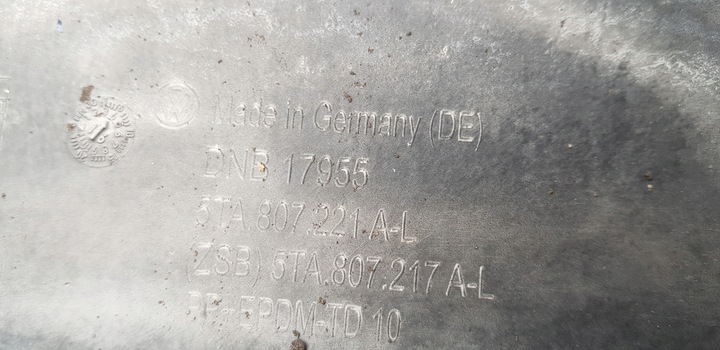 Made in Germany (DE)
DNB 17955
5TA.807.221 A-L
(ZSB) 5TA.807.217 A-L
PP+EPDM-TD 10